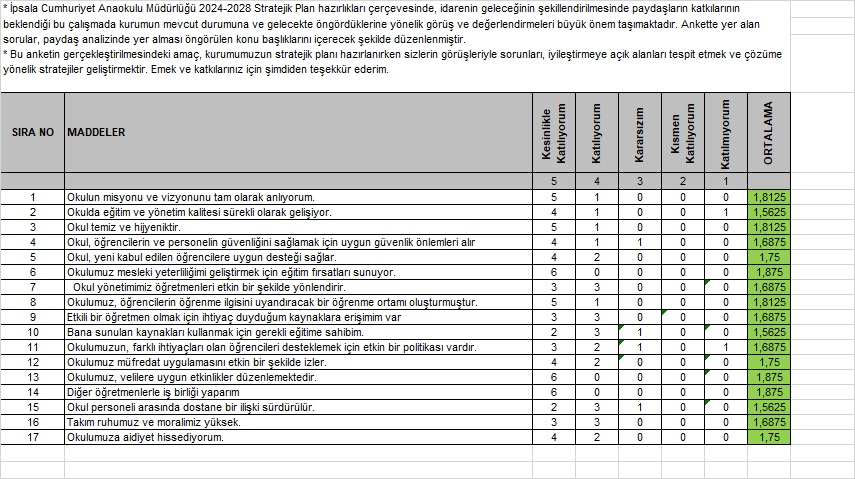 * İpsala Cumhuriyet Anaokulu Müdürlüğü 2024-2028 Stratejik Plan hazırlıkları çerçevesinde, idarenin geleceğinin şekillendirilmesinde paydaşların katkılarının
beklendiği bu çalışmada kurumun mevcut durumuna ve gelecekte öngördüklerine yönelik görüş ve değerlendirmeleri büyük önem taşımaktadır. Ankette yer alan
sorular, paydaş analizinde yer alması öngörülen konu başlıklarını içerecek şekilde düzenlenmiştir.
* Bu anketin gerçekleştirilmesindeki amaç, kurumumuzun stratejik planı hazırlanırken sizlerin görüşleriyle sorunları, iyileştirmeye açık alanları tespit etmek ve çözüme
yönelik stratejiler geliştirmektir. Emek ve katkılarınız için şimdiden teşekkür ederim.
SIRA NO MADDELER Kesinlikle Katılıyorum Katılıyorum Kararsızım Kısmen Katılıyorum Katılmıyorum ORTALAMA
5 4 3 2 1
1 Okulun misyonu ve vizyonunu tam olarak anlıyorum. 5 1 0 0 0 1,8125
2 Okulda eğitim ve yönetim kalitesi sürekli olarak gelişiyor. 4 1 0 0 1 1,5625
3 Okul temiz ve hijyeniktir. 5 1 0 0 0 1,8125
4 Okul, öğrencilerin ve personelin güvenliğini sağlamak için uygun güvenlik önlemleri alır 4 1 1 0 0 1,6875
5 Okul, yeni kabul edilen öğrencilere uygun desteği sağlar. 4 2 0 0 0 1,75
6 Okulumuz mesleki yeterliliğimi geliştirmek için eğitim fırsatları sunuyor. 6 0 0 0 0 1,875
7 Okul yönetimimiz öğretmenleri etkin bir şekilde yönlendirir. 3 3 0 0 0 1,6875
8 Okulumuz, öğrencilerin öğrenme ilgisini uyandıracak bir öğrenme ortamı oluşturmuştur. 5 1 0 0 0 1,8125
9 Etkili bir öğretmen olmak için ihtiyaç duyduğum kaynaklara erişimim var 3 3 0 0 0 1,6875
10 Bana sunulan kaynakları kullanmak için gerekli eğitime sahibim. 2 3 1 0 0 1,5625
11 Okulumuzun, farklı ihtiyaçları olan öğrencileri desteklemek için etkin bir politikası vardır. 3 2 1 0 1 1,6875
12 Okulumuz müfredat uygulamasını etkin bir şekilde izler. 4 2 0 0 0 1,75
13 Okulumuz, velilere uygun etkinlikler düzenlemektedir. 6 0 0 0 0 1,875
14 Diğer öğretmenlerle iş birliği yaparım 6 0 0 0 0 1,875
15 Okul personeli arasında dostane bir ilişki sürdürülür. 2 3 1 0 0 1,5625
16 Takım ruhumuz ve moralimiz yüksek. 3 3 0 0 0 1,6875
17 Okulumuza aidiyet hissediyorum. 4 2 0 0 0 1,75